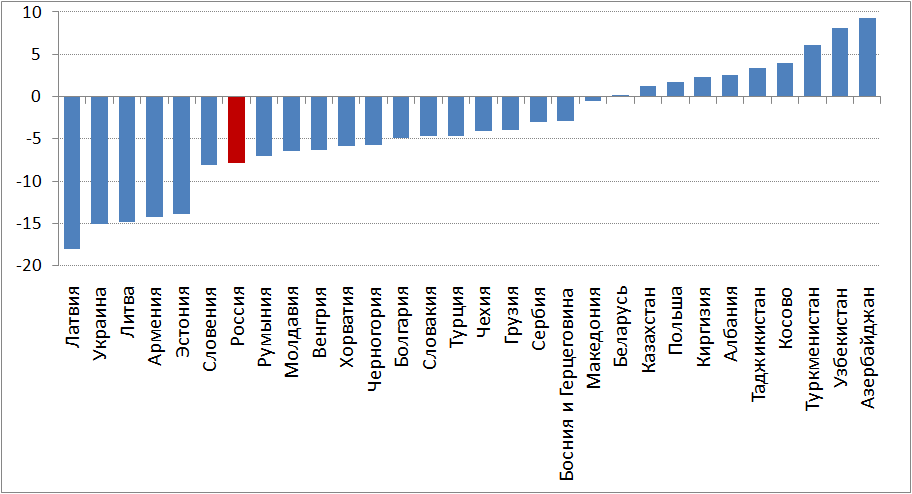 10
5
0
-5
-10
-15
-20
Латвия
Украина
Литва
Армения
Эстония
Словения
Россия
Румыния
Молдавия
Венгрия
Хорватия
Черногория
Болгария
Словакия
Турция
Чехия
Грузия
Сербия
Босния и Герцеговина
Македония
Беларусь
Казахстан
Польша
Киргизия
Албания
Таджикистан
Косово
Туркменистан
Узбекистан
Азербайджан